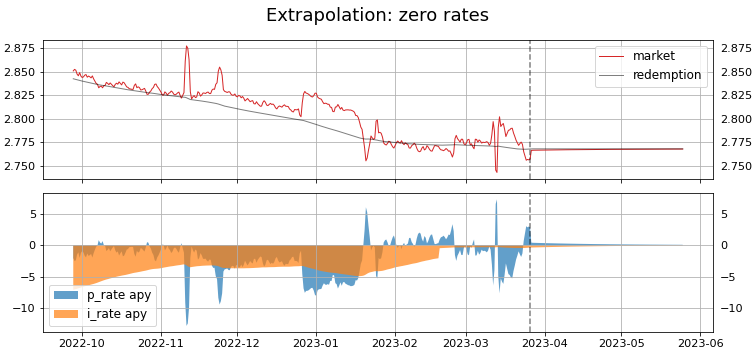 Extrapolation: zero rates
2.875 2.875
2.850 2.850
2.825 2.825
2.800 2.800
2.775 2.775
2.750 2.750
market
redemption
5 5
0 0
−5 −5
−10 −10
p_rate apy
i_rate apy
2022-10 2022-11 2022-12 2023-01 2023-02 2023-03 2023-04 2023-05 2023-06